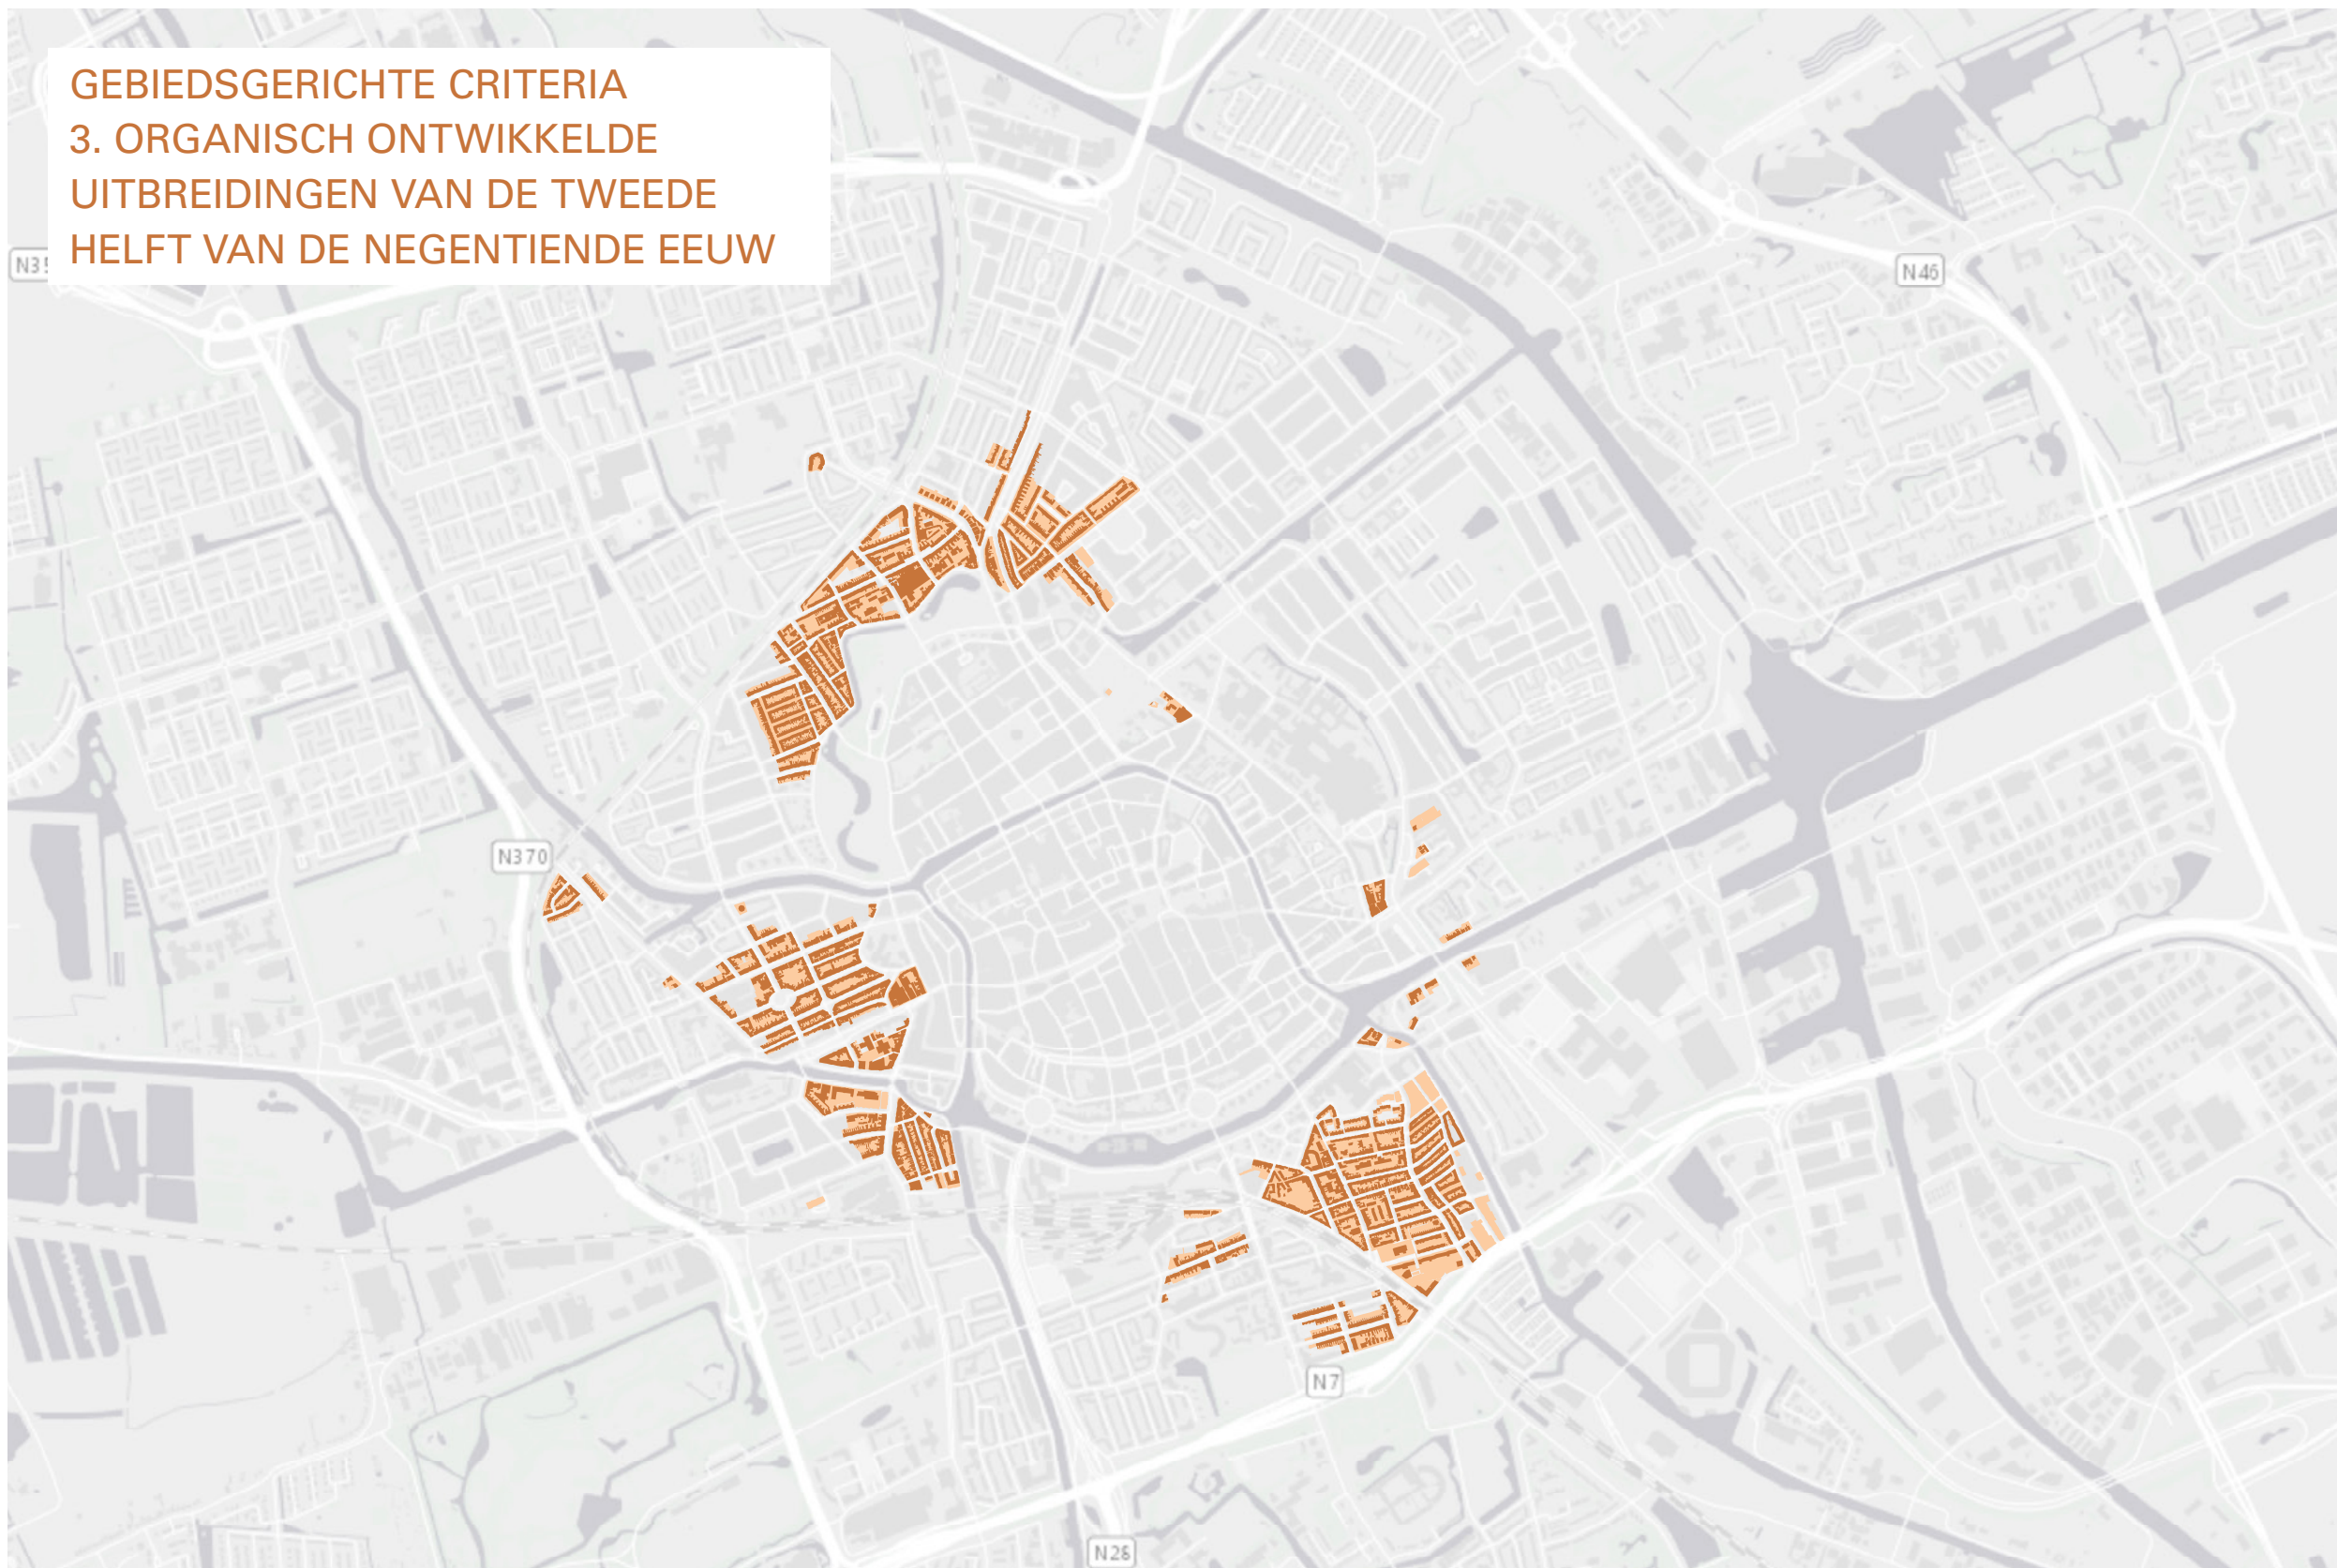 GEBIEDSGERICHTE CRITERIA
3. ORGANISCH ONTWIKKELDE
UITBREIDINGEN VAN DE TWEEDE
HELFT VAN DE NEGENTIENDE EEUW
N46
N370
N7
N28